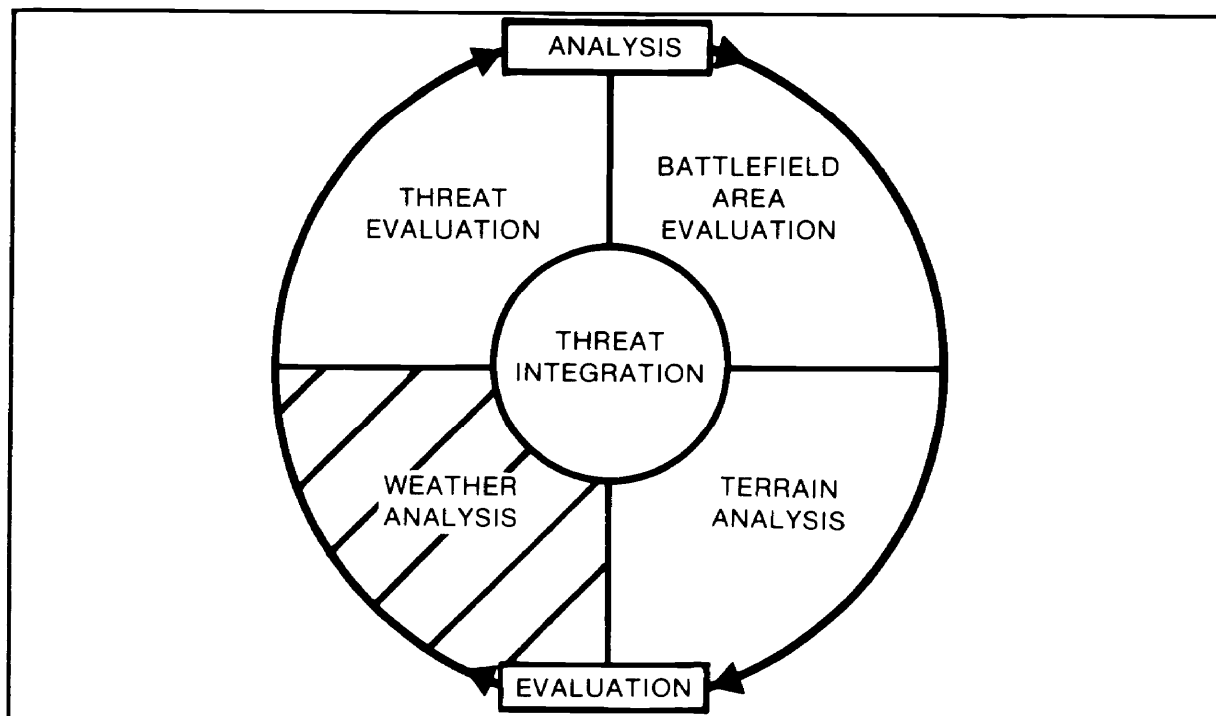 ANALYSIS
THREAT
EVALUATION
BATTLEFIELD
AREA
EVALUATION
THREAT
INTEGRATION
WEATHER
ANALYSIS
TERRAIN
ANALYSIS
EVALUATION